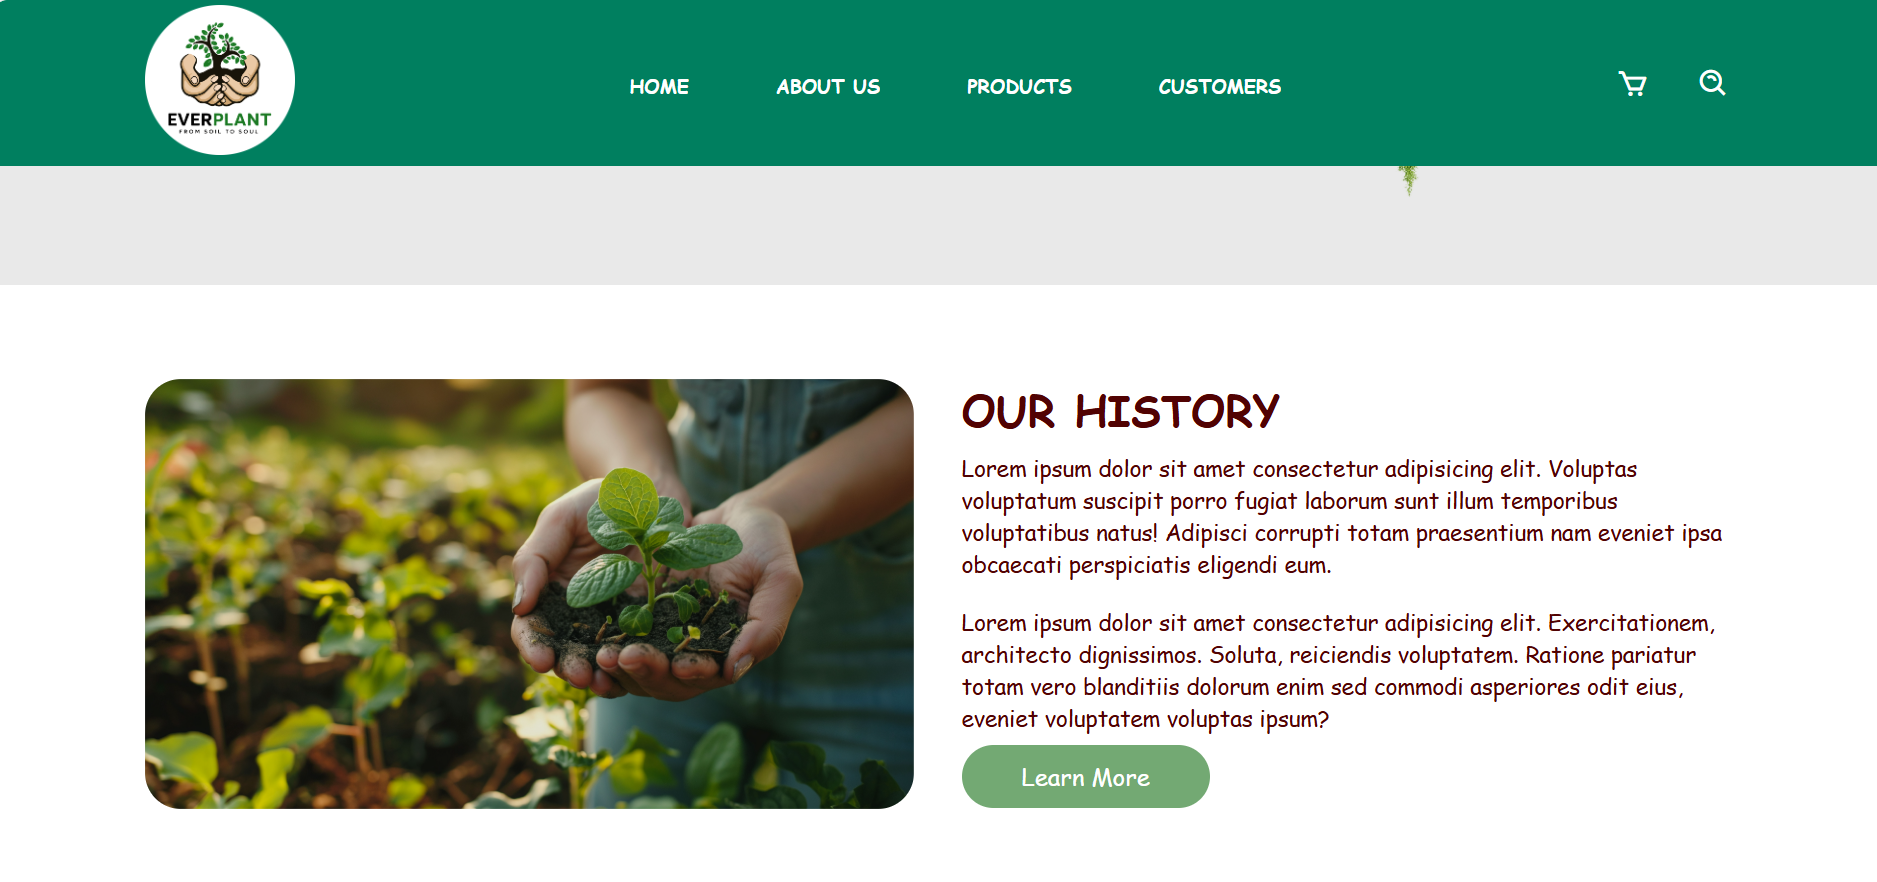 EVERPLANT
FROM SOIL TO SOUL
HOME ABOUT US PRODUCTS CUSTOMERS
OUR HISTORY
Lorem ipsum dolor sit amet consectetur adipisicing elit. Voluptas
voluptatum suscipit porro fugiat laborum sunt illum temporibus
voluptatibus natus! Adipisci corrupti totam praesentium nam eveniet ipsa
obcaecati perspiciatis eligendi eum.
Lorem ipsum dolor sit amet consectetur adipisicing elit. Exercitationem,
architecto dignissimos. Soluta, reiciendis voluptatem. Ratione pariatur
totam vero blanditiis dolorum enim sed commodi asperiores odit eius,
eveniet voluptatem voluptas ipsum?
Learn More